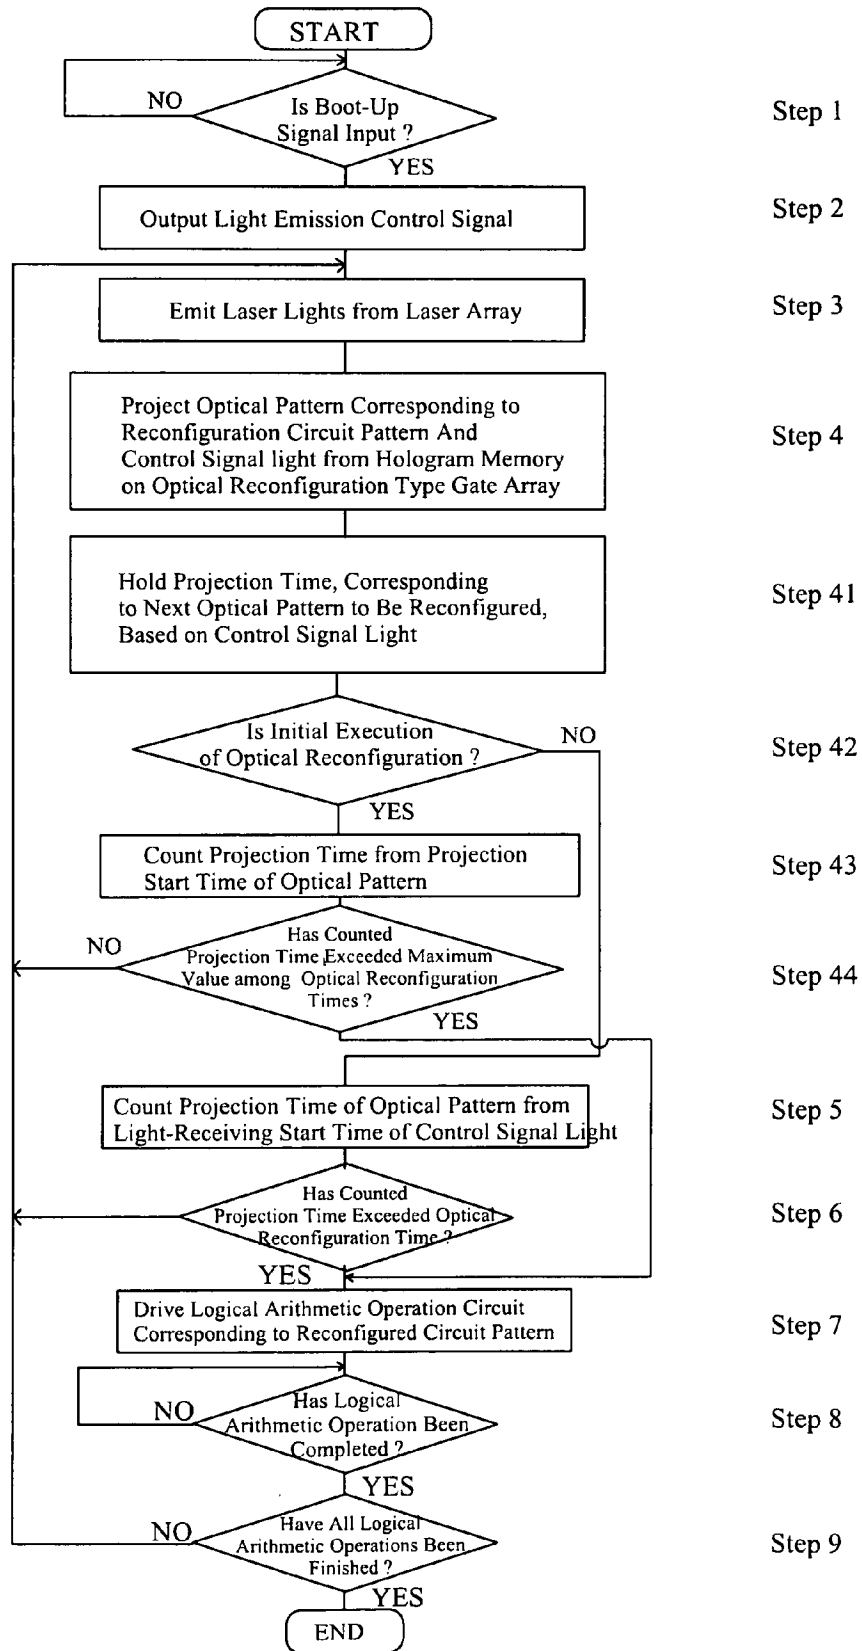 START
NO
Is Boot-Up
Signal Input ?
Step 1
YES
Output Light Emission Control Signal
Step 2
Emit Laser Lights from Laser Array
Step 3
Project Optical Pattern Corresponding to
Reconfiguration Circuit Pattern And
Control Signal light from Hologram Memory
on Optical Reconfiguration Type Gate Array
Step 4
Hold Projection Time, Corresponding
to Next Optical Pattern to Be Reconfigured,
Based on Control Signal Light
Step 41
Is Initial Execution
of Optical Reconfiguration ?
NO
Step 42
YES
Count Projection Time from Projection
Start Time of Optical Pattern
Step 43
NO
Has Counted
Projection Time Exceeded Maximum
Value among Optical Reconfiguration
Times ?
Step 44
YES
Count Projection Time of Optical Pattern from
Light-Receiving Start Time of Control Signal Light
Step 5
Has Counted
Projection Time Exceeded Optical
Reconfiguration Time ?
Step 6
YES
Drive Logical Arithmetic Operation Circuit
Corresponding to Reconfigured Circuit Pattern
Step 7
NO
Has Logical
Arithmetic Operation Been
Completed ?
Step 8
YES
NO
Have All Logical
Arithmetic Operations Been
Finished ?
Step 9
YES
END